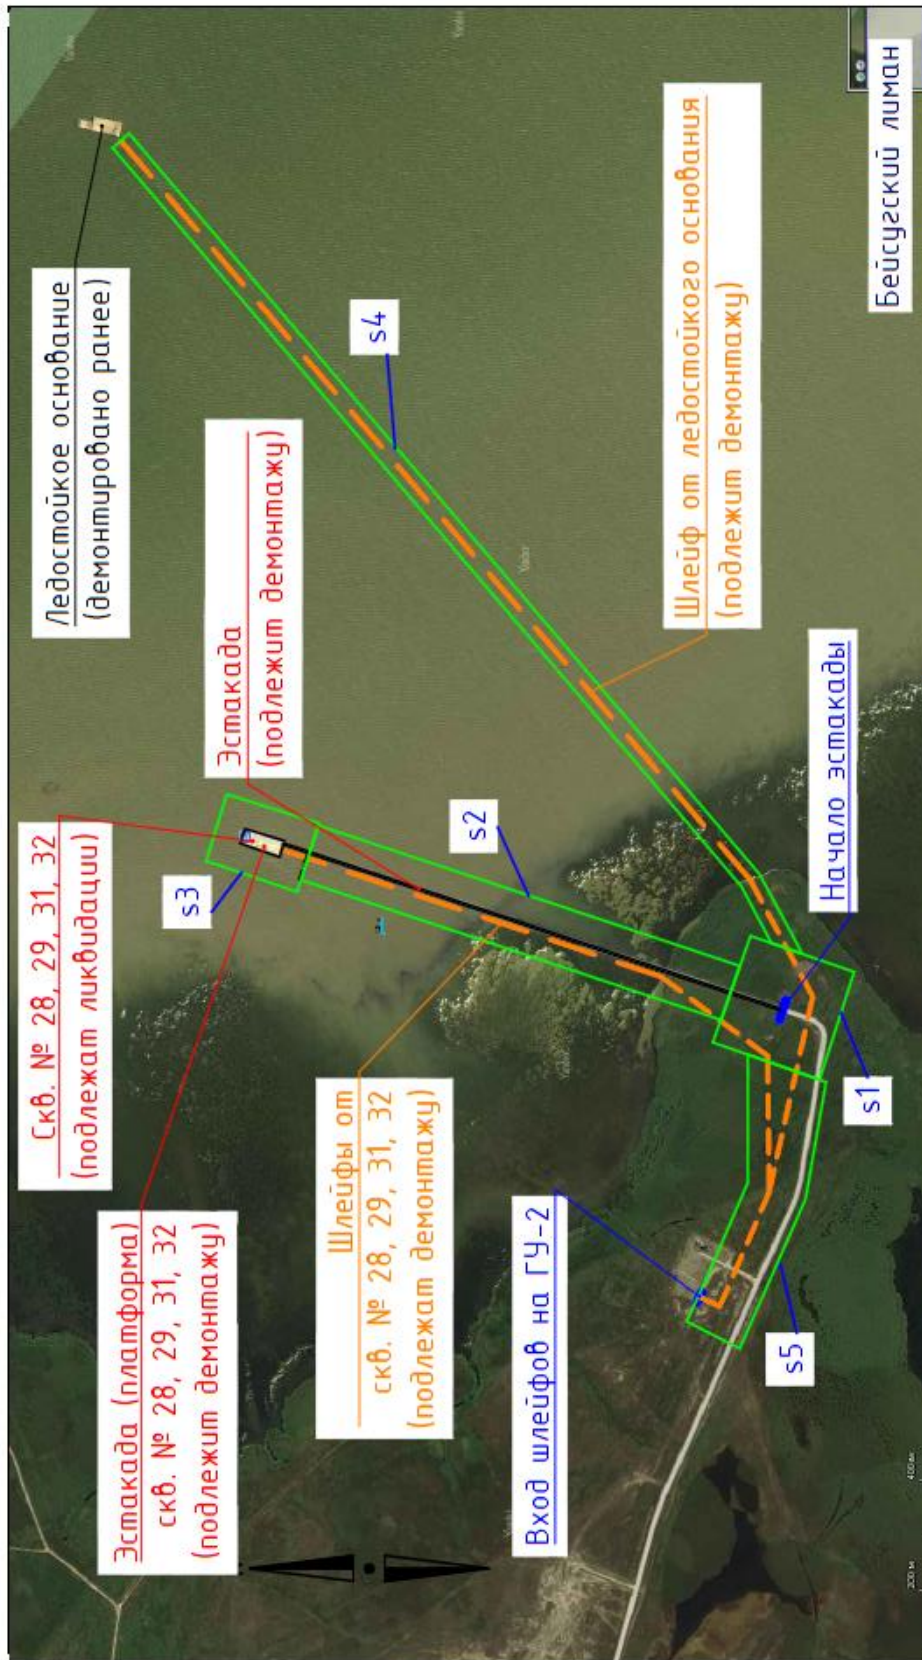 Эстакада (платформа)
скв. № 28, 29, 31, 32
(подлежит демонтажу)
Скв. № 28, 29, 31, 32
(подлежат ликвидации)
Ледостойкое основание
(демонтировано ранее)
Эстакада
(подлежит демонтажу)
s3
s4
s2
Шлейфы от
скв. № 28, 29, 31, 32
(подлежат демонтажу)
Вход шлейфов на ГУ-2
Шлейф от ледостойкого основания
(подлежит демонтажу)
Начало эстакады
s1
s5
Бейсугский лиман
200 м
400 м